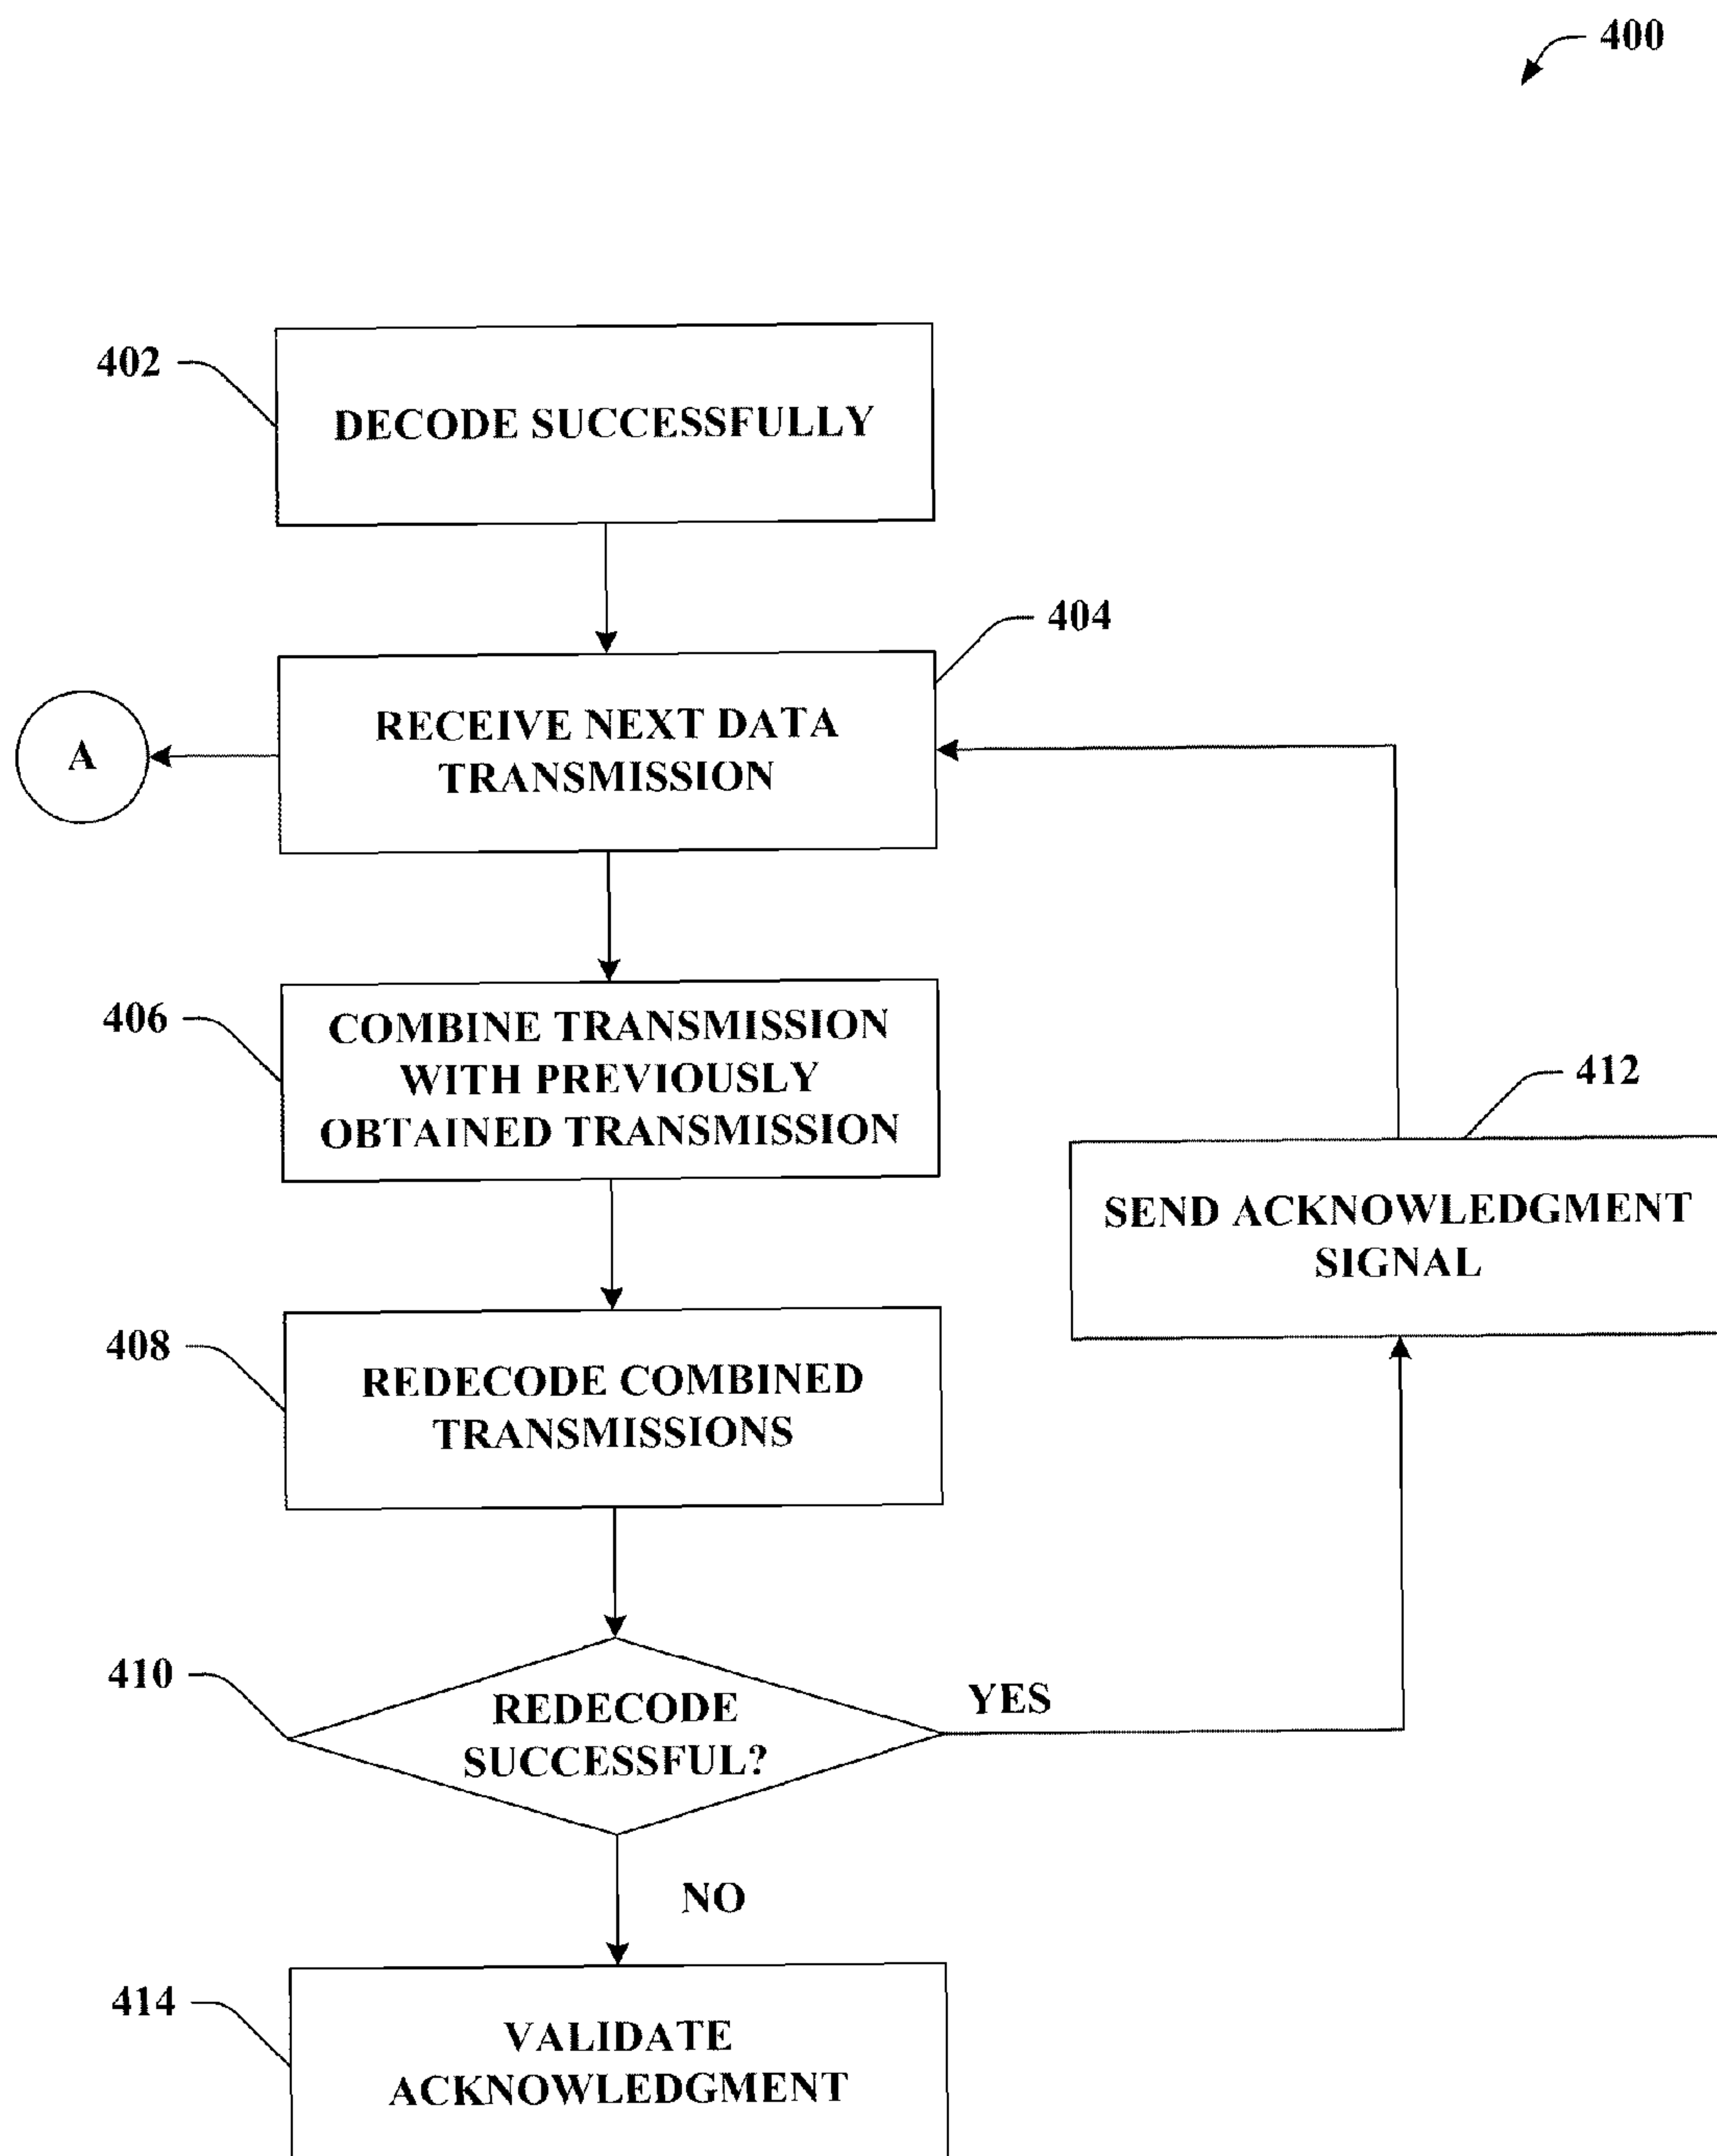 400
402
DECODE SUCCESSFULLY
404
RECEIVE NEXT DATA
TRANSMISSION
A
406
COMBINE TRANSMISSION
WITH PREVIOUSLY
OBTAINED TRANSMISSION
412
SEND ACKNOWLEDGMENT
SIGNAL
408
REDECODE COMBINED
TRANSMISSIONS
410
REDECODE
SUCCESSFUL?
YES
NO
414
VALIDATE
ACKNOWLEDGMENT